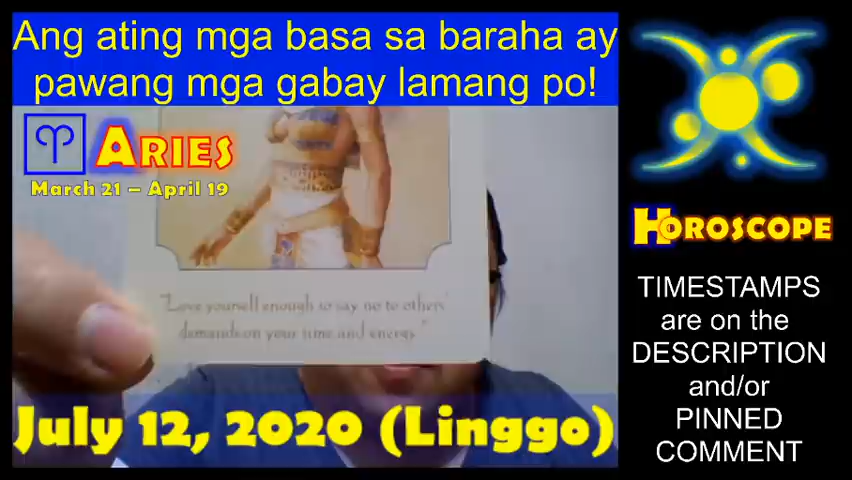 Ang ating mga basa sa baraha ay
pawang mga gabay lamang po!
ARIES
March 21 – April 19
"Love yourself enough to say no to others'
demands on your time and energy."
July 12, 2020 (Linggo)
HOROSCOPE
TIMESTAMPS
are on the
DESCRIPTION
and/or
PINNED
COMMENT